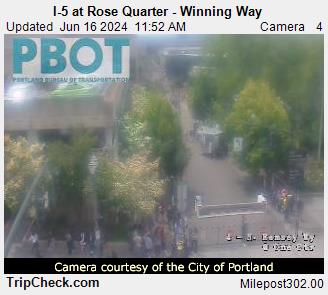 I-5 at Rose Quarter - Winning Way
Updated Jun 16 2024 11:52 AM Camera 4
PBOT
PORTLAND BUREAU OF TRANSPORTATION
Camera courtesy of the City of Portland
TripCheck.com Milepost302.00